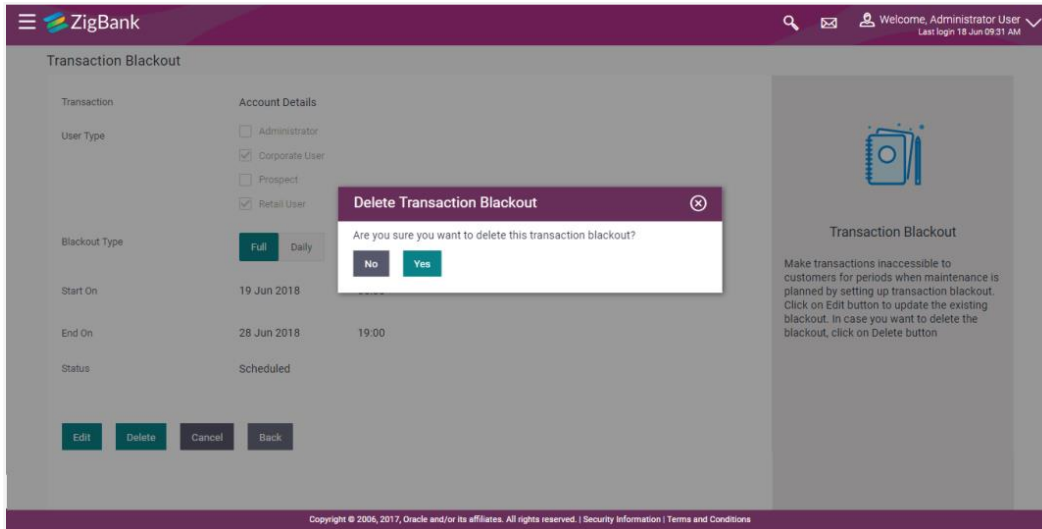 ZigBank
Welcome, Administrator User
Last login 18 Jun 09:31 AM
Transaction Blackout
Transaction Account Details
User Type Administrator
Corporate User
Prospect
Retail User
Delete Transaction Blackout
Are you sure you want to delete this transaction blackout?
No Yes
Blackout Type Full Daily
Start On 19 Jun 2018
End On 28 Jun 2018 19:00
Status Scheduled
Edit Delete Cancel Back
Transaction Blackout
Make transactions inaccessible to
customers for periods when maintenance is
planned by setting up transaction blackout.
Click on Edit button to update the existing
blackout. In case you want to delete the
blackout, click on Delete button
Copyright © 2006, 2017, Oracle and/or its affiliates. All rights reserved. | Security Information | Terms and Conditions